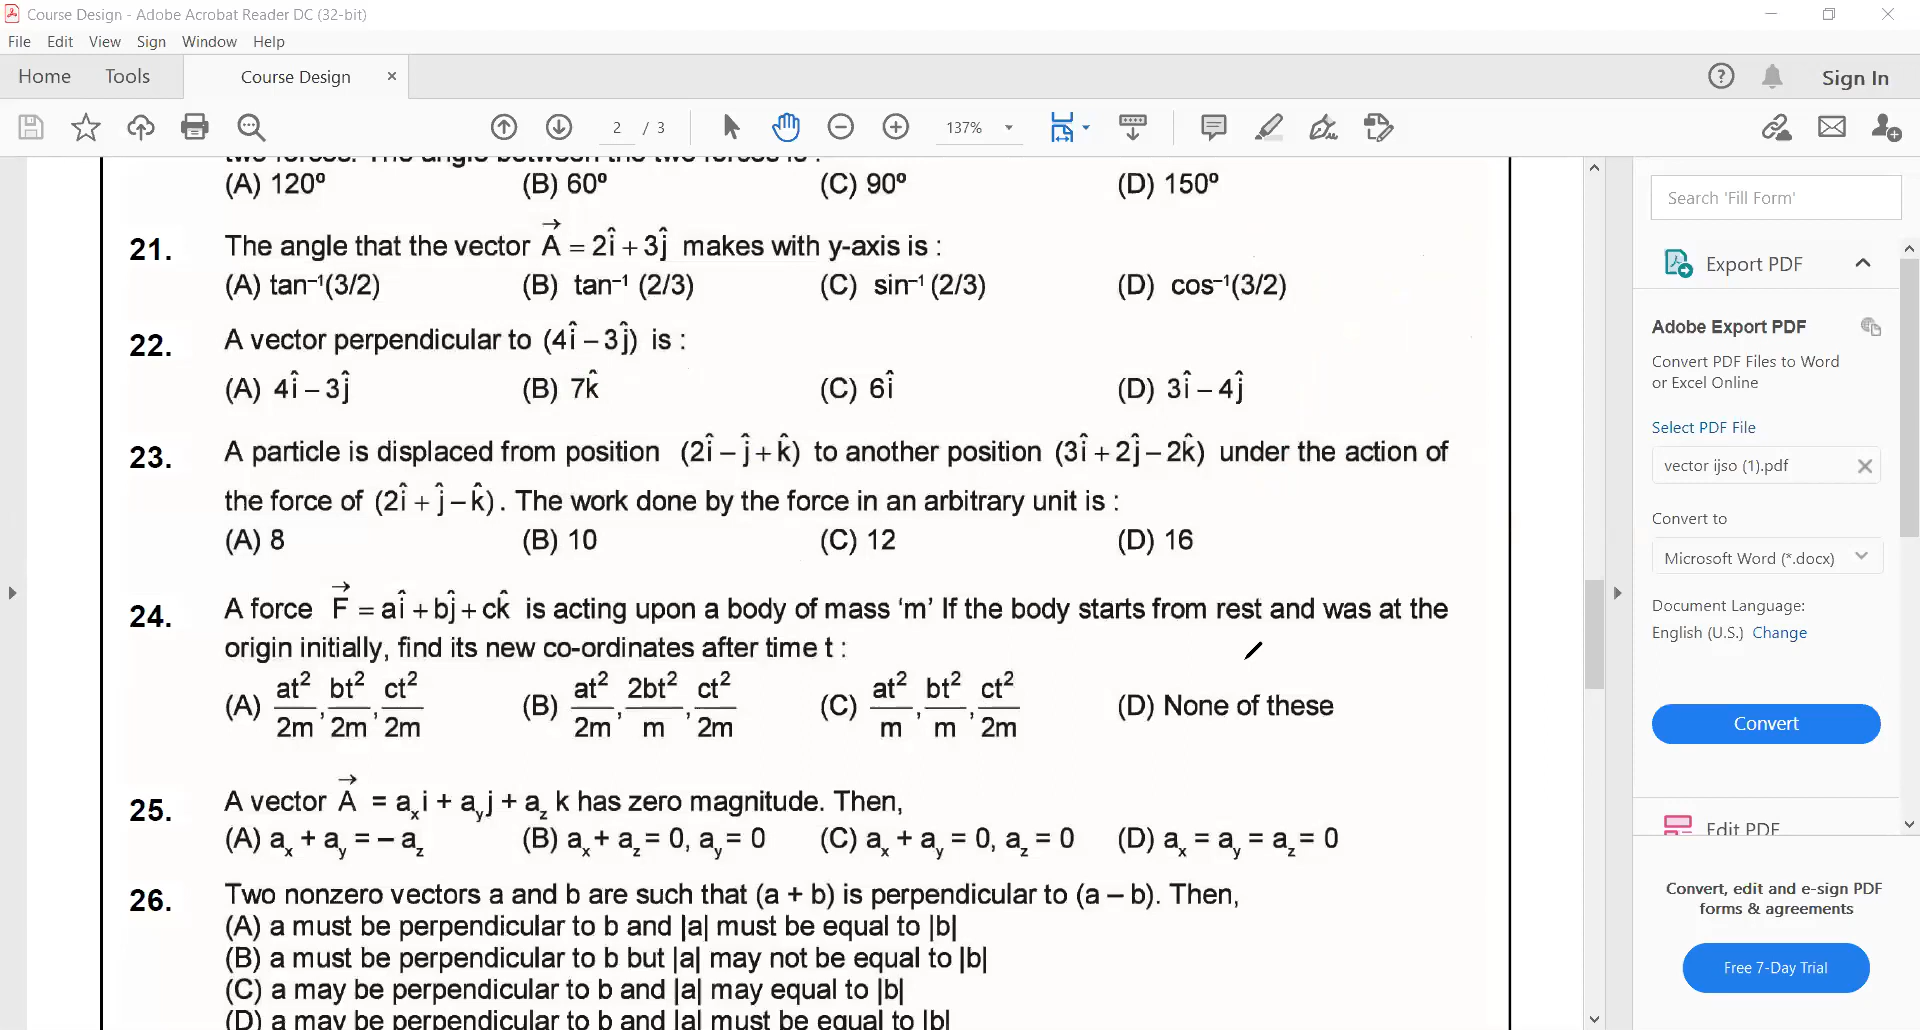 Course Design - Adobe Acrobat Reader DC (32-bit)
File Edit View Sign Window Help
Home Tools Course Design × Sign In
2 / 3 137%
two forces. The angle between the two forces is :
(A) 120º (B) 60º (C) 90º (D) 150º
21. The angle that the vector A⃗ = 2î + 3ĵ makes with y-axis is :
(A) tan⁻¹(3/2) (B) tan⁻¹ (2/3) (C) sin⁻¹ (2/3) (D) cos⁻¹(3/2)
22. A vector perpendicular to (4î – 3ĵ) is :
(A) 4î – 3ĵ (B) 7k̂ (C) 6î (D) 3î – 4ĵ
23. A particle is displaced from position (2î – ĵ + k̂) to another position (3î + 2ĵ – 2k̂) under the action of
the force of (2î + ĵ – k̂). The work done by the force in an arbitrary unit is :
(A) 8 (B) 10 (C) 12 (D) 16
24. A force F⃗ = aî + bĵ + ck̂ is acting upon a body of mass ‘m’ If the body starts from rest and was at the
origin initially, find its new co-ordinates after time t :
(A) at²/2m, bt²/2m, ct²/2m (B) at²/2m, 2bt²/m, ct²/2m (C) at²/m, bt²/m, ct²/2m (D) None of these
25. A vector A⃗ = aₓi + a_y j + a_z k has zero magnitude. Then,
(A) aₓ + a_y = – a_z (B) aₓ + a_z = 0, a_y = 0 (C) aₓ + a_y = 0, a_z = 0 (D) aₓ = a_y = a_z = 0
26. Two nonzero vectors a and b are such that (a + b) is perpendicular to (a – b). Then,
(A) a must be perpendicular to b and |a| must be equal to |b|
(B) a must be perpendicular to b but |a| may not be equal to |b|
(C) a may be perpendicular to b and |a| may equal to |b|
(D) a may be perpendicular to b and |a| must be equal to |b|
Search 'Fill Form'
Export PDF
Adobe Export PDF
Convert PDF Files to Word
or Excel Online
Select PDF File
vector ijso (1).pdf
Convert to
Microsoft Word (*.docx)
Document Language:
English (U.S.) Change
Convert
Edit PDF
Convert, edit and e-sign PDF
forms & agreements
Free 7-Day Trial